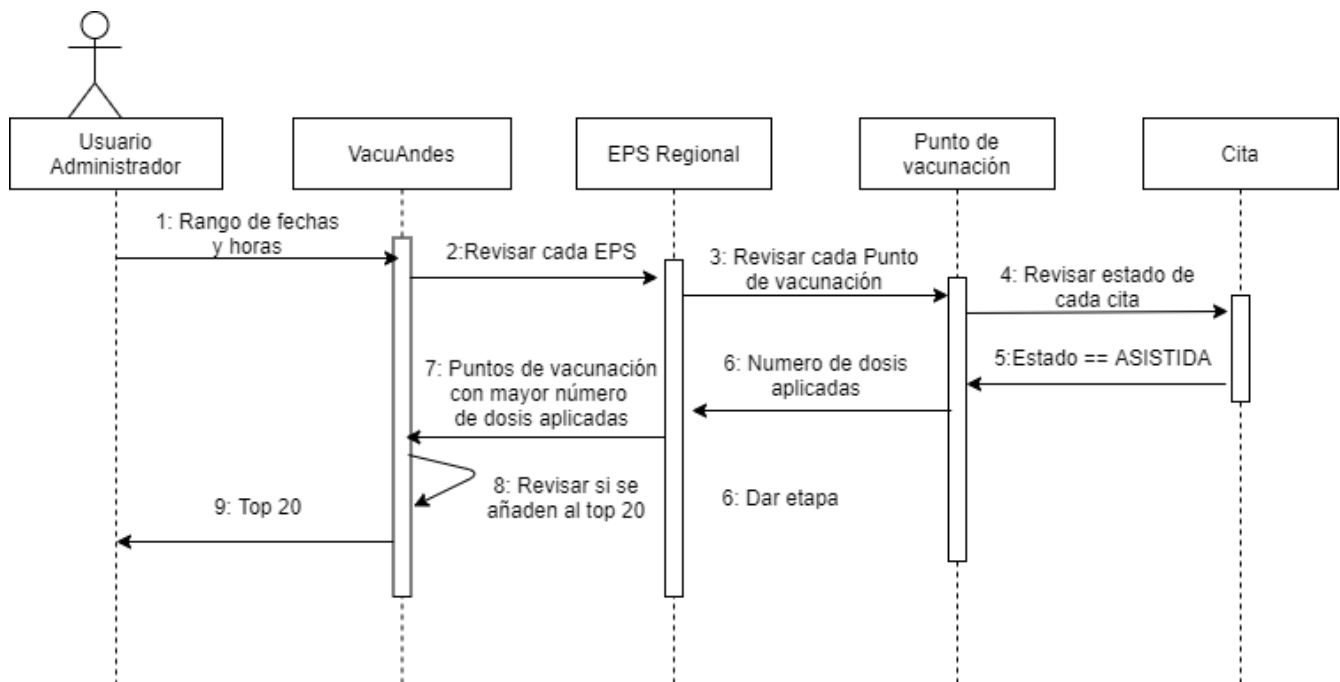 Usuario
Administrador
VacuAndes
EPS Regional
Punto de
vacunación
Cita
1: Rango de fechas
y horas
2:Revisar cada EPS
3: Revisar cada Punto
de vacunación
4: Revisar estado de
cada cita
5:Estado == ASISTIDA
6: Numero de dosis
aplicadas
7: Puntos de vacunación
con mayor número
de dosis aplicadas
8: Revisar si se
añaden al top 20
6: Dar etapa
9: Top 20